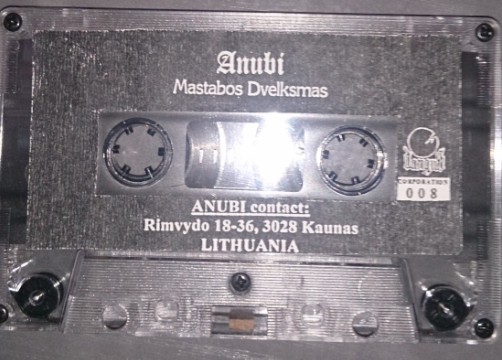 Anubi
Mastabos Dvelksmas
CORPORATION
008
ANUBI contact:
Rimvydo 18-36, 3028 Kaunas
LITHUANIA